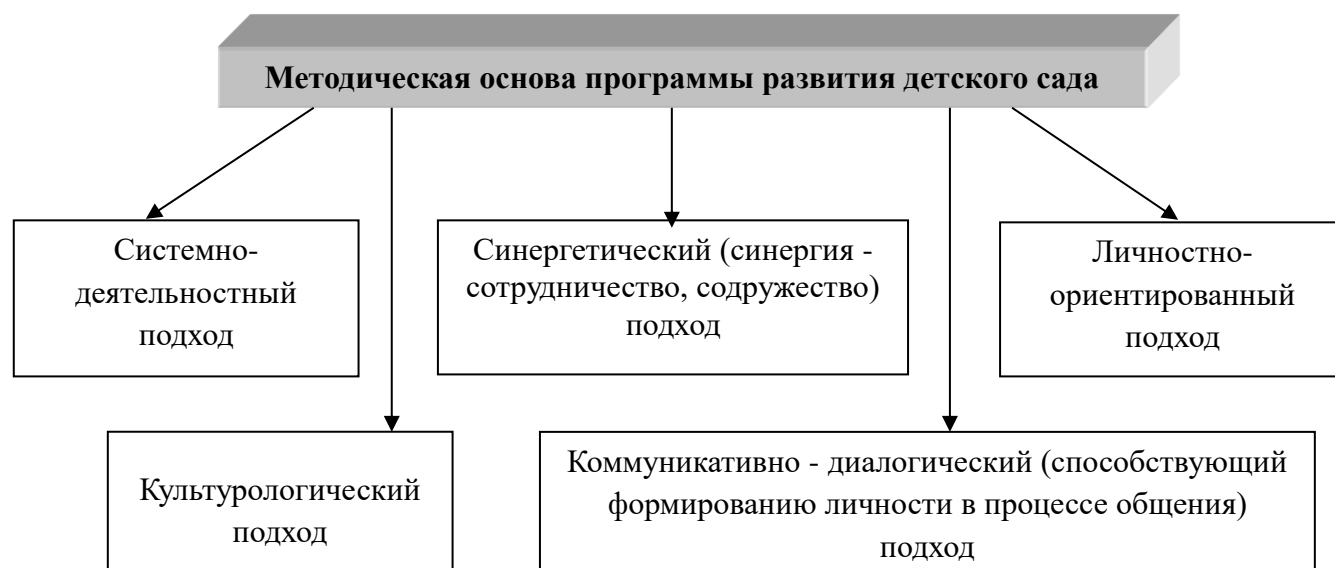 Методическая основа программы развития детского сада
Системно-
деятельностный
подход
Синергетический (синергия -
сотрудничество, содружество)
подход
Личностно-
ориентированный
подход
Культурологический
подход
Коммуникативно - диалогический (способствующий
формированию личности в процессе общения)
подход